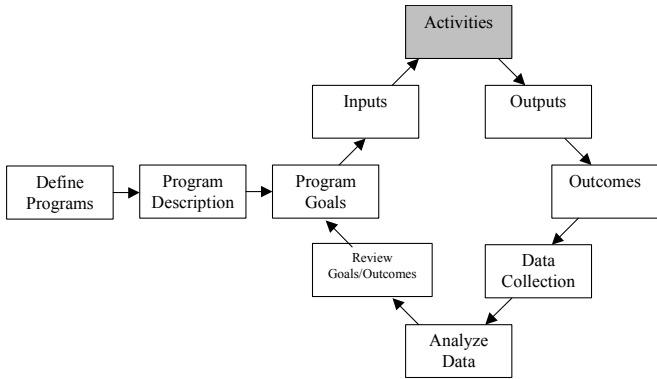 Activities
Inputs
Outputs
Define
Programs
Program
Description
Program
Goals
Outcomes
Review
Goals/Outcomes
Data
Collection
Analyze
Data